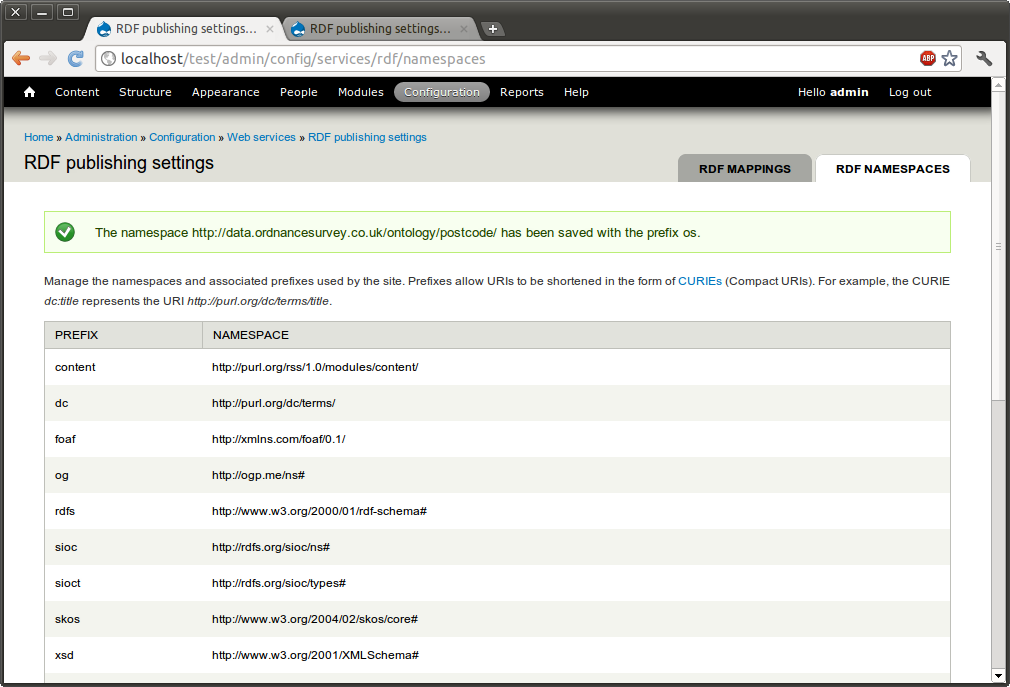 RDF publishing settings...
RDF publishing settings...
localhost/test/admin/config/services/rdf/namespaces
ABP
Content Structure Appearance People Modules Configuration Reports Help Hello admin Log out
Home » Administration » Configuration » Web services » RDF publishing settings
RDF publishing settings
RDF MAPPINGS
RDF NAMESPACES
The namespace http://data.ordnancesurvey.co.uk/ontology/postcode/ has been saved with the prefix os.
Manage the namespaces and associated prefixes used by the site. Prefixes allow URIs to be shortened in the form of CURIEs (Compact URIs). For example, the CURIE
dc:title represents the URI http://purl.org/dc/terms/title.
PREFIX NAMESPACE
content http://purl.org/rss/1.0/modules/content/
dc http://purl.org/dc/terms/
foaf http://xmlns.com/foaf/0.1/
og http://ogp.me/ns#
rdfs http://www.w3.org/2000/01/rdf-schema#
sioc http://rdfs.org/sioc/ns#
sioct http://rdfs.org/sioc/types#
skos http://www.w3.org/2004/02/skos/core#
xsd http://www.w3.org/2001/XMLSchema#